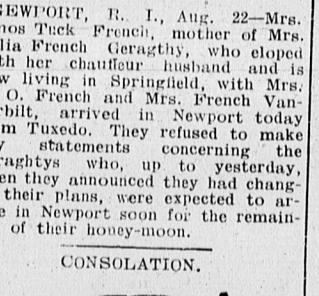 NEWPORT, R. I., Aug. 22—Mrs.
mos Tuck French, mother of Mrs.
lia French Geragthy, who eloped
th her chauffeur husband and is
w living in Springfield, with Mrs.
O. French and Mrs. French Van-
rbilt, arrived in Newport today
m Tuxedo. They refused to make
y statements concerning the
raghtys who, up to yesterday,
en they announced they had chang-
their plans, were expected to ar-
e in Newport soon for the remain-
of their honey-moon.
CONSOLATION.